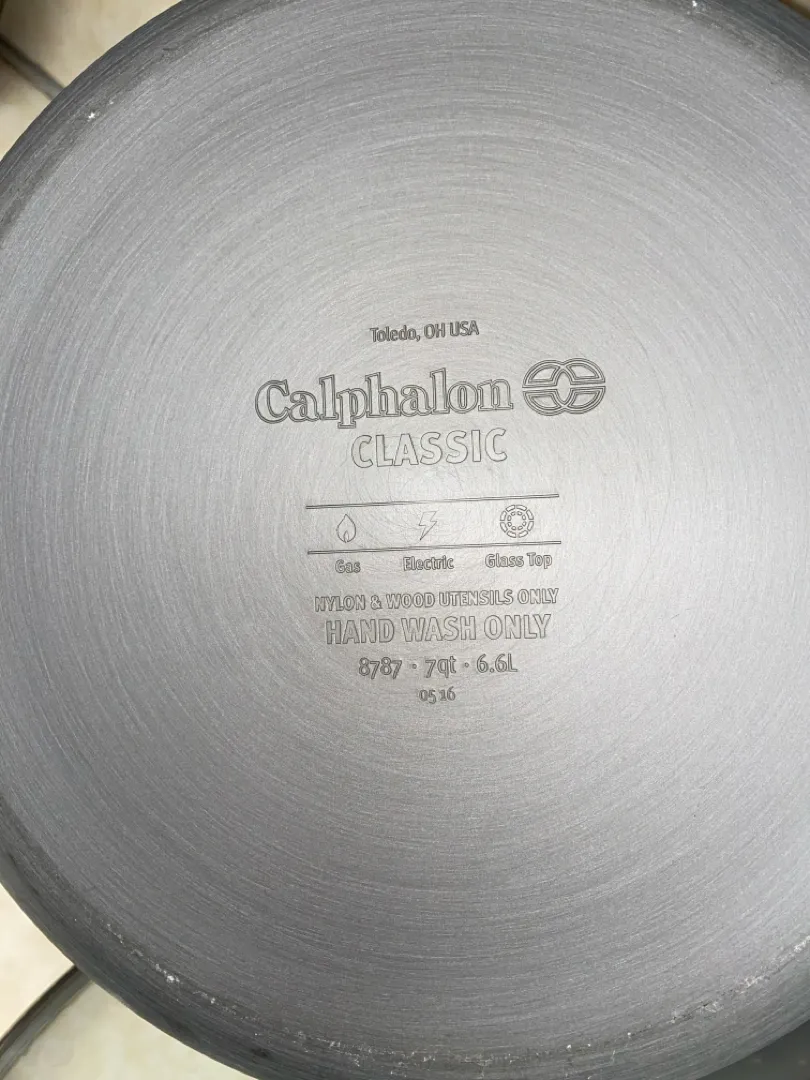 Toledo, OH USA
Calphalon
CLASSIC
Gas Electric Glass Top
NYLON & WOOD UTENSILS ONLY
HAND WASH ONLY
8787 • 7qt • 6.6L
05 16